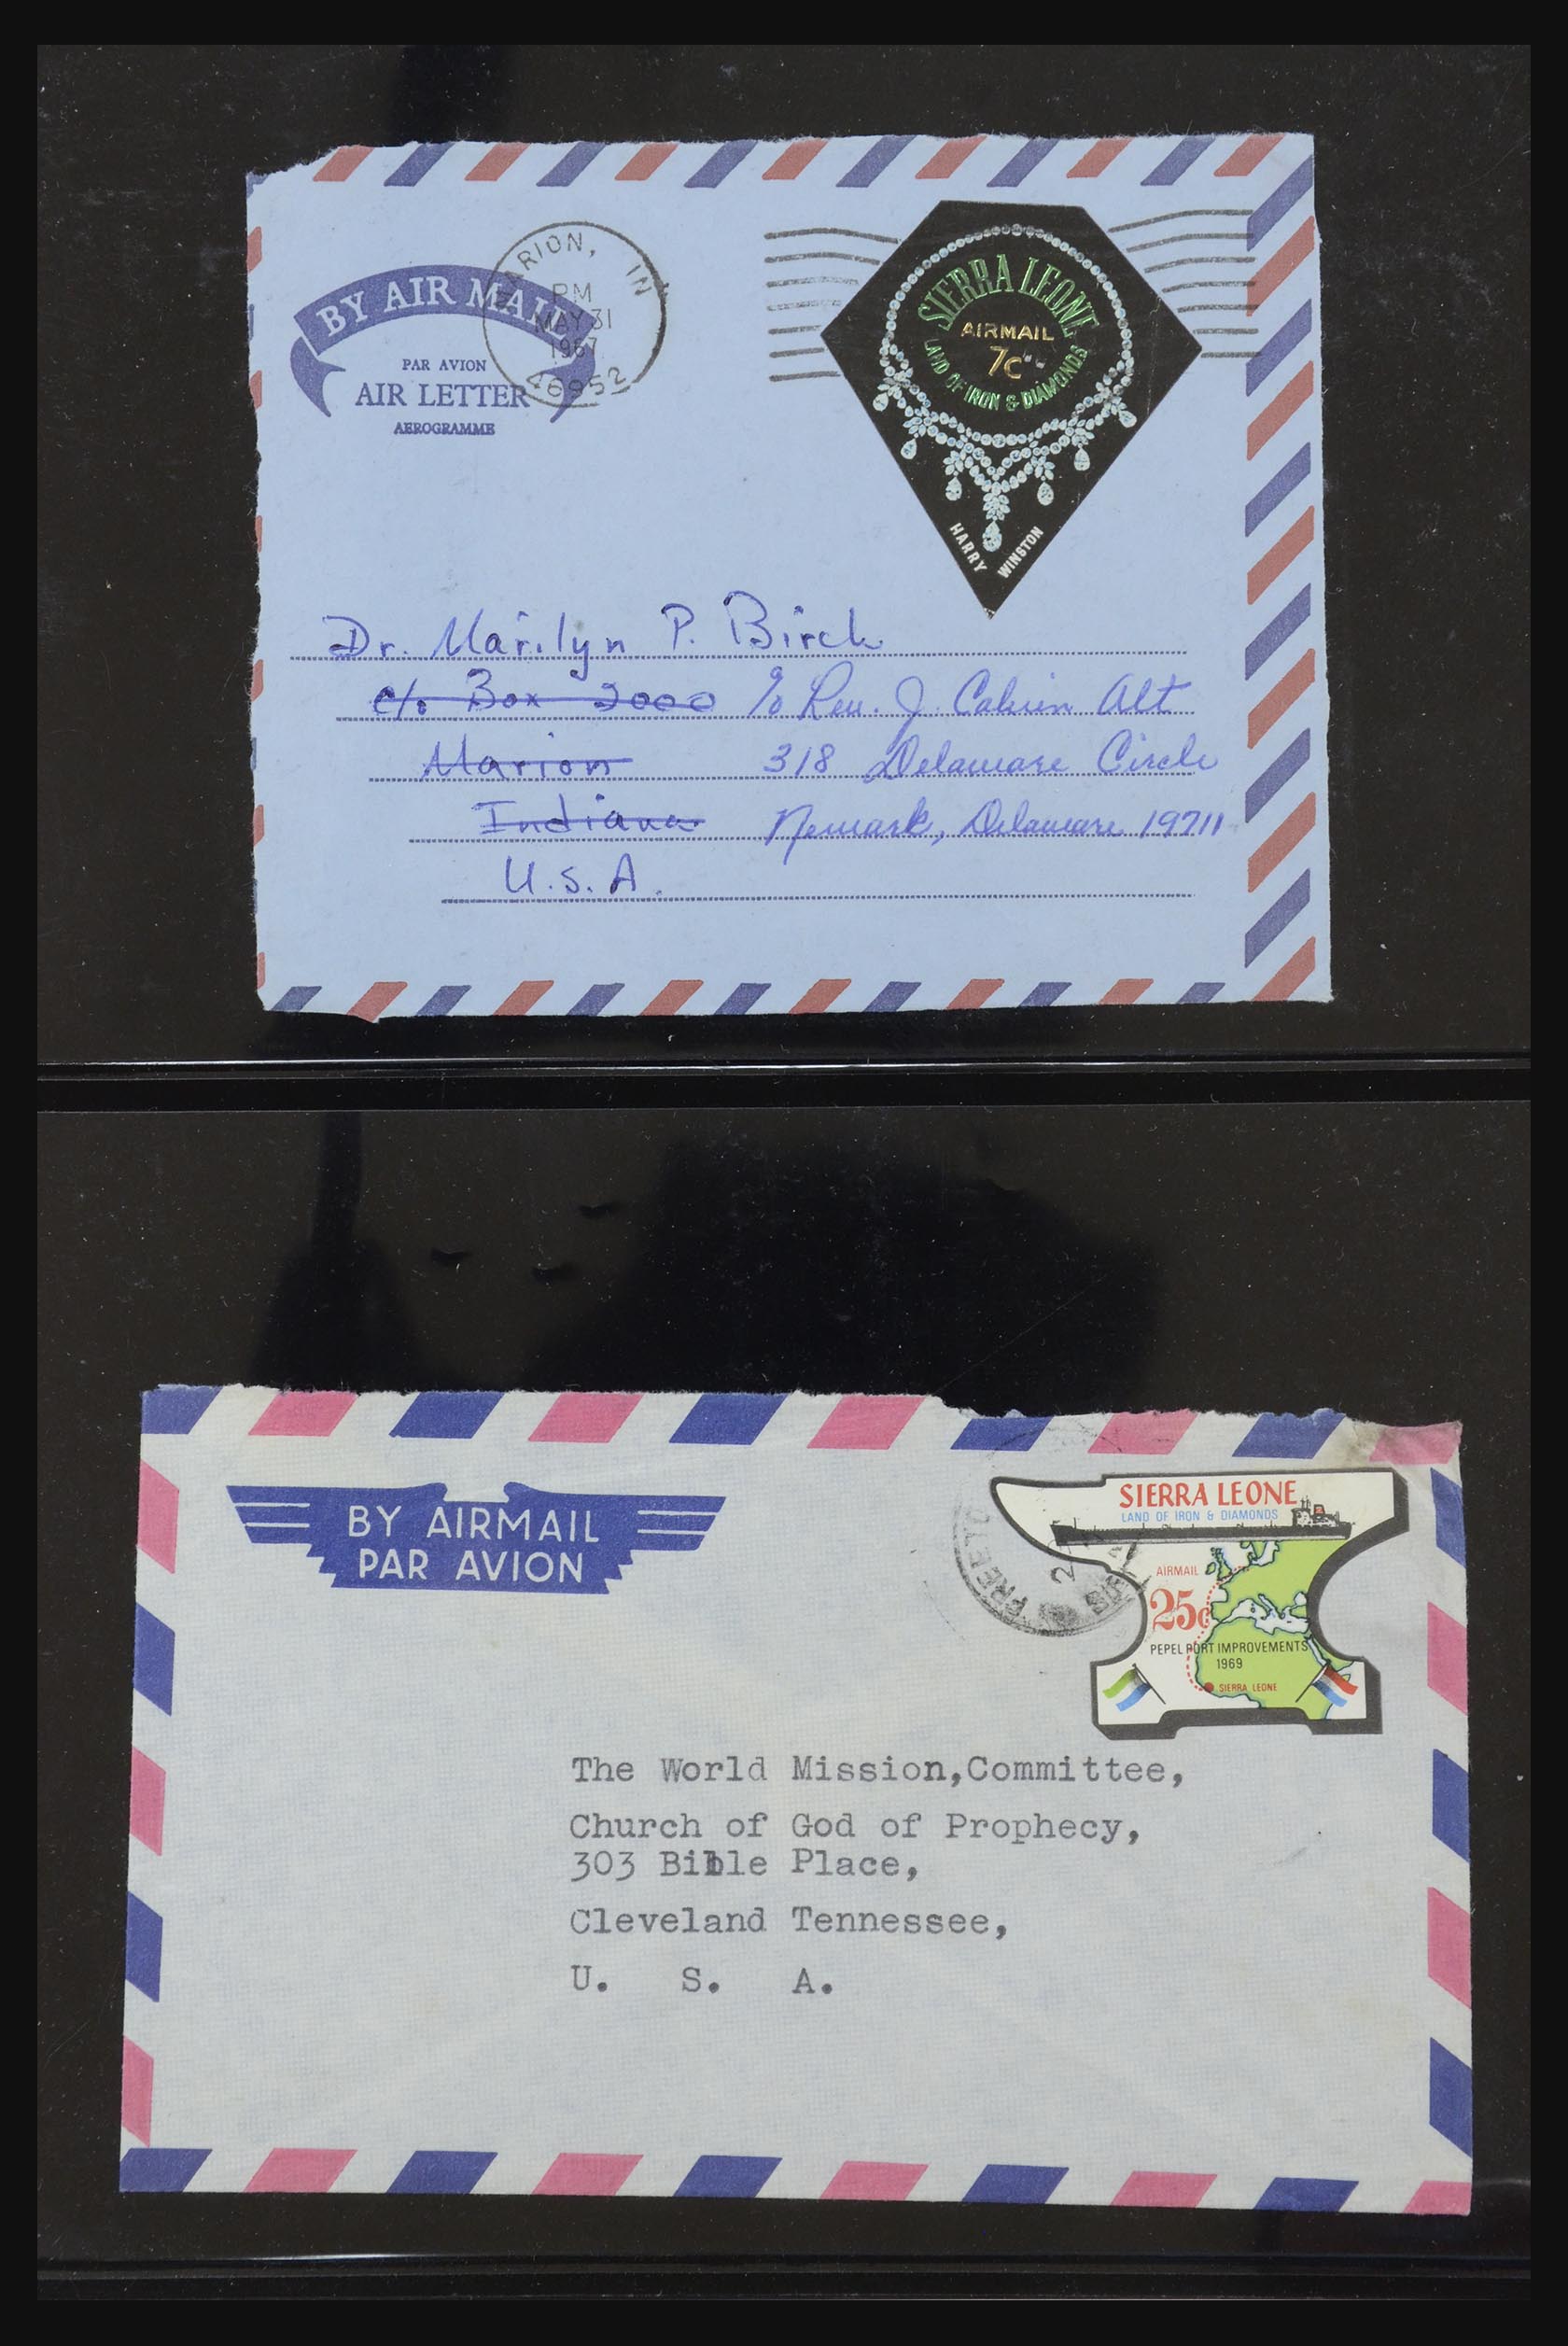 BY AIR MAIL
PAR AVION
AIR LETTER
AEROGRAMME
MARION, IN
PM
MAY 31
1967
46952
SIERRA LEONE
AIRMAIL
7c
LAND OF IRON & DIAMONDS
HARRY WINSTON
Dr. Marilyn P. Birch
c/o Box 2000 c/o Rev. J. Calvin Alt
Marion 318 Delaware Circle
Indiana Newark, Delaware 19711
U.S.A.
BY AIRMAIL
PAR AVION
FREETO
SIERRA LEONE
LAND OF IRON & DIAMONDS
AIRMAIL
25c
PEPEL PORT IMPROVEMENTS
1969
SIERRA LEONE
The World Mission,Committee,
Church of God of Prophecy,
303 Bible Place,
Cleveland Tennessee,
U. S. A.